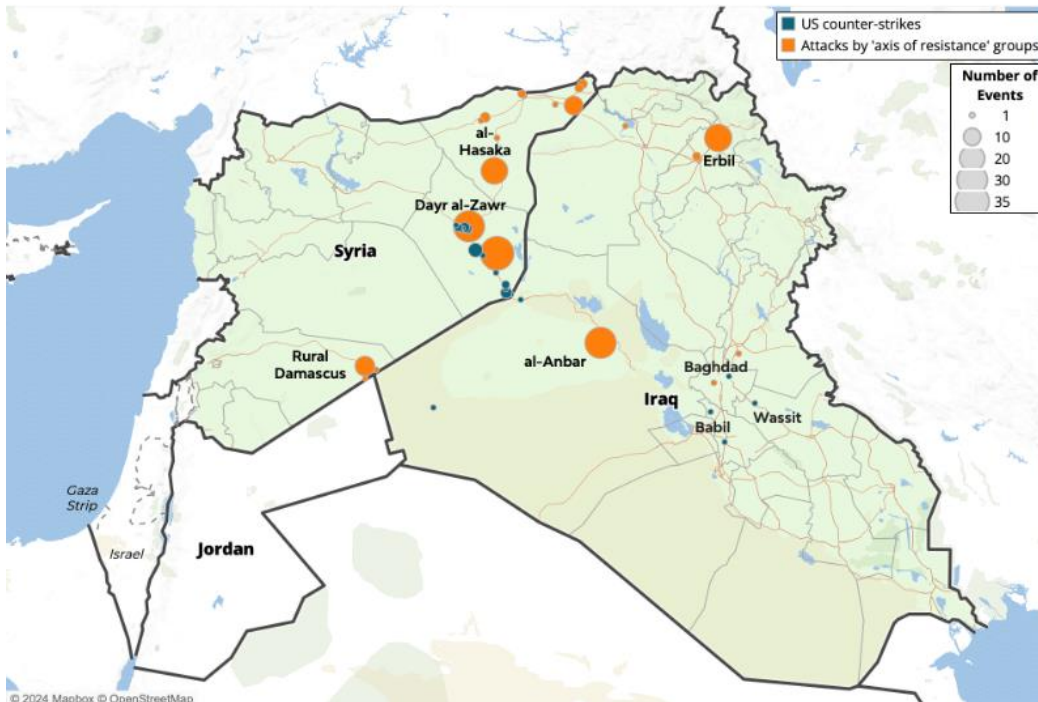 US counter-strikes
Attacks by 'axis of resistance' groups
Number of
Events
1
10
20
30
35
al-
Hasaka
Erbil
Dayr al-Zawr
Syria
Rural
Damascus
al-Anbar
Baghdad
Iraq
Wassit
Babil
Gaza
Strip
Israel
Jordan
© 2024 Mapbox © OpenStreetMap